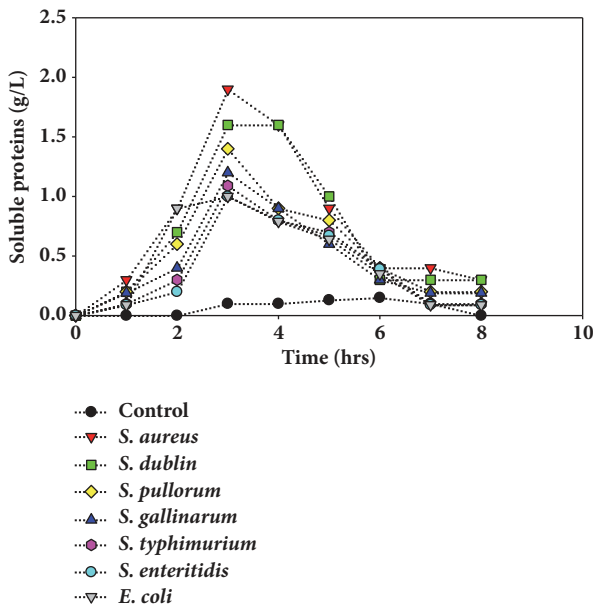 2.5
2.0
1.5
1.0
0.5
0.0
Soluble proteins (g/L)
0 2 4 6 8 10
Time (hrs)
Control
S. aureus
S. dublin
S. pullorum
S. gallinarum
S. typhimurium
S. enteritidis
E. coli